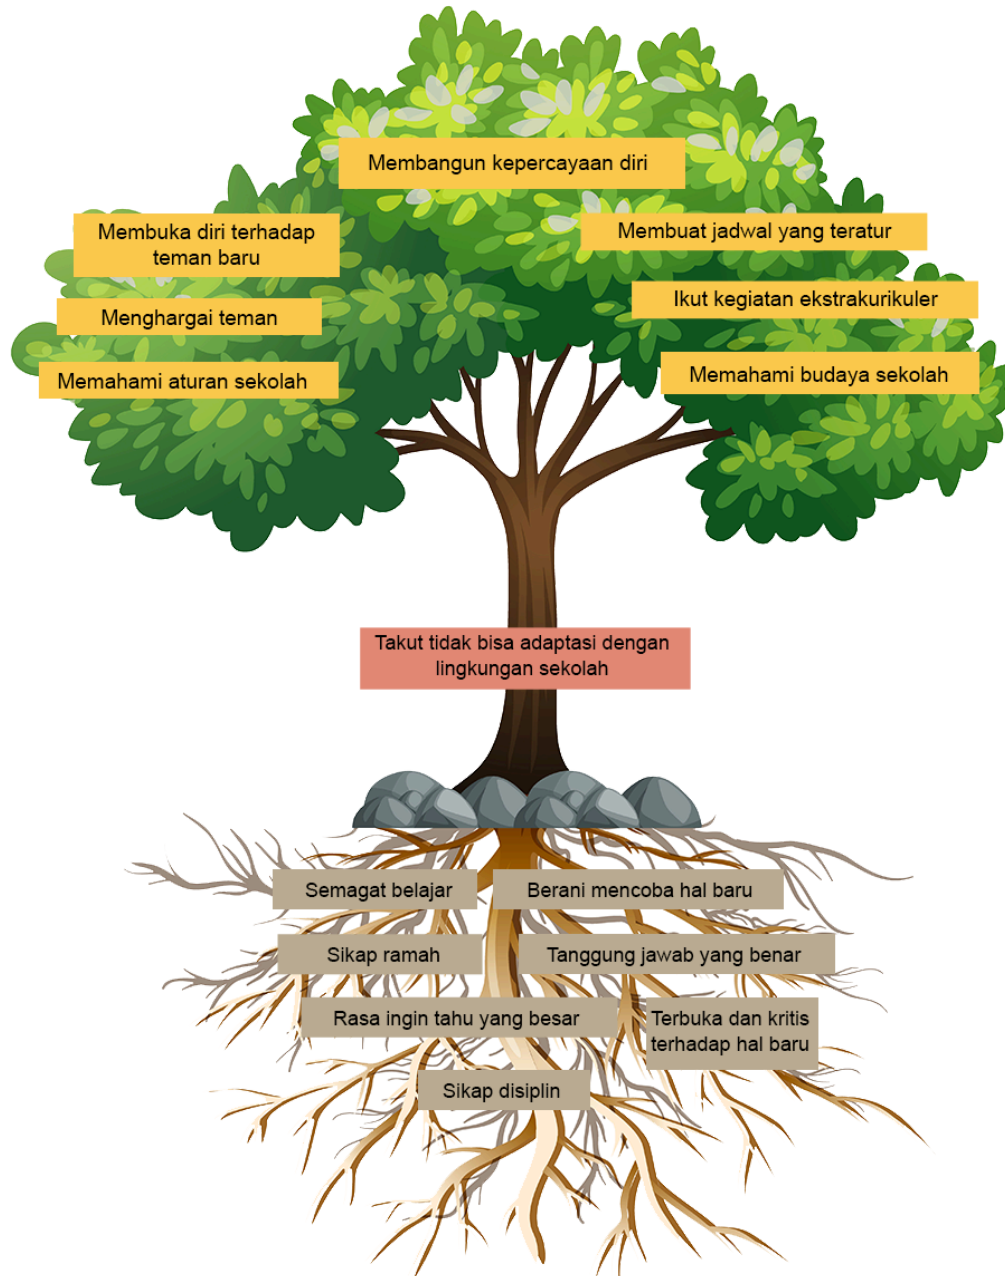 Membangun kepercayaan diri
Membuka diri terhadap
teman baru
Membuat jadwal yang teratur
Menghargai teman
Ikut kegiatan ekstrakurikuler
Memahami aturan sekolah
Memahami budaya sekolah
Takut tidak bisa adaptasi dengan
lingkungan sekolah
Semagat belajar
Berani mencoba hal baru
Sikap ramah
Tanggung jawab yang benar
Rasa ingin tahu yang besar
Terbuka dan kritis
terhadap hal baru
Sikap disiplin